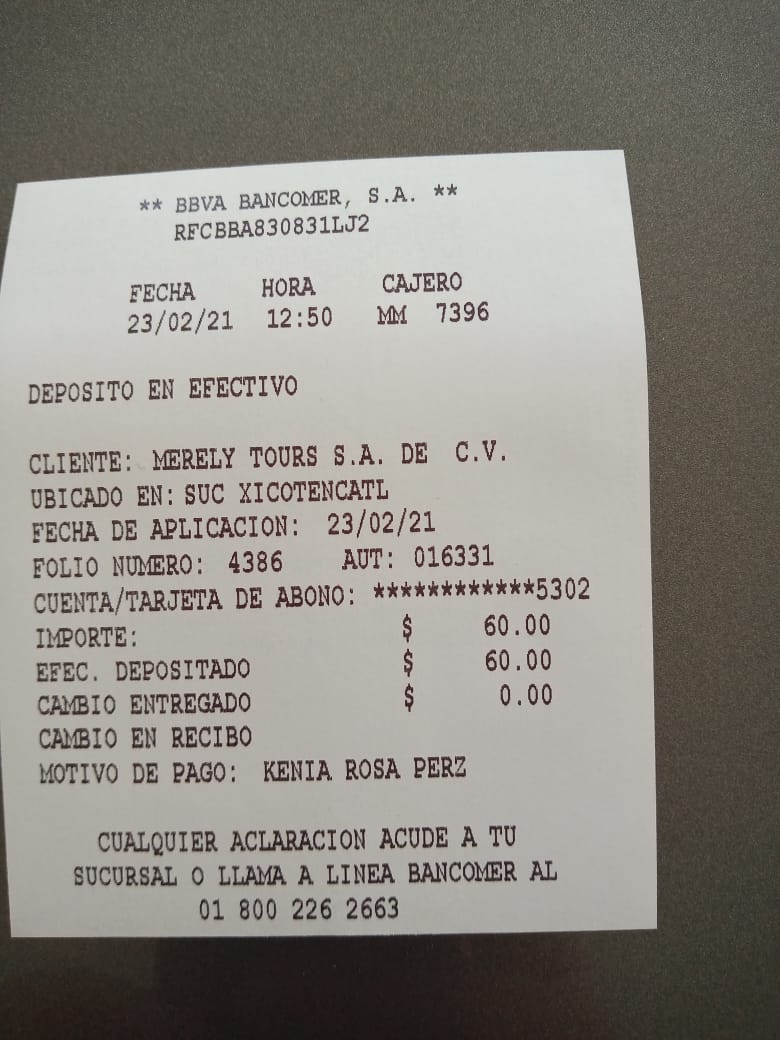 ** BBVA BANCOMER, S.A. **
RFCBBA830831LJ2
FECHA HORA CAJERO
23/02/21 12:50 MM 7396
DEPOSITO EN EFECTIVO
CLIENTE: MERELY TOURS S.A. DE C.V.
UBICADO EN: SUC XICOTENCATL
FECHA DE APLICACION: 23/02/21
FOLIO NUMERO: 4386 AUT: 016331
CUENTA/TARJETA DE ABONO: ************5302
IMPORTE: $ 60.00
EFEC. DEPOSITADO $ 60.00
CAMBIO ENTREGADO $ 0.00
CAMBIO EN RECIBO
MOTIVO DE PAGO: KENIA ROSA PERZ
CUALQUIER ACLARACION ACUDE A TU
SUCURSAL O LLAMA A LINEA BANCOMER AL
01 800 226 2663